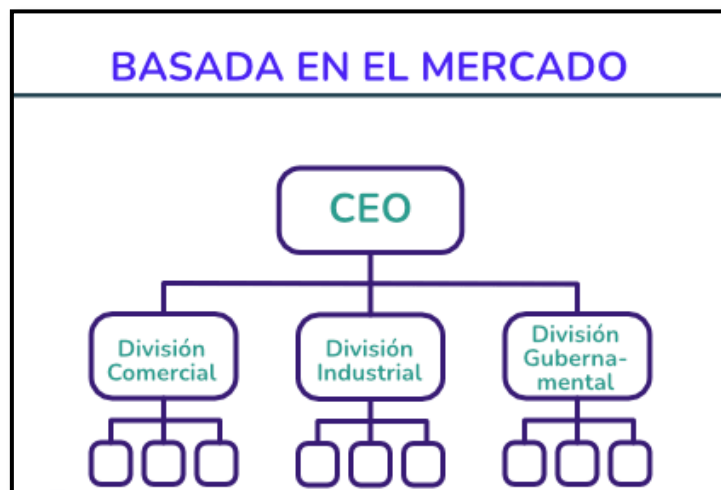 BASADA EN EL MERCADO
CEO
División
Comercial
División
Industrial
División
Guberna-
mental